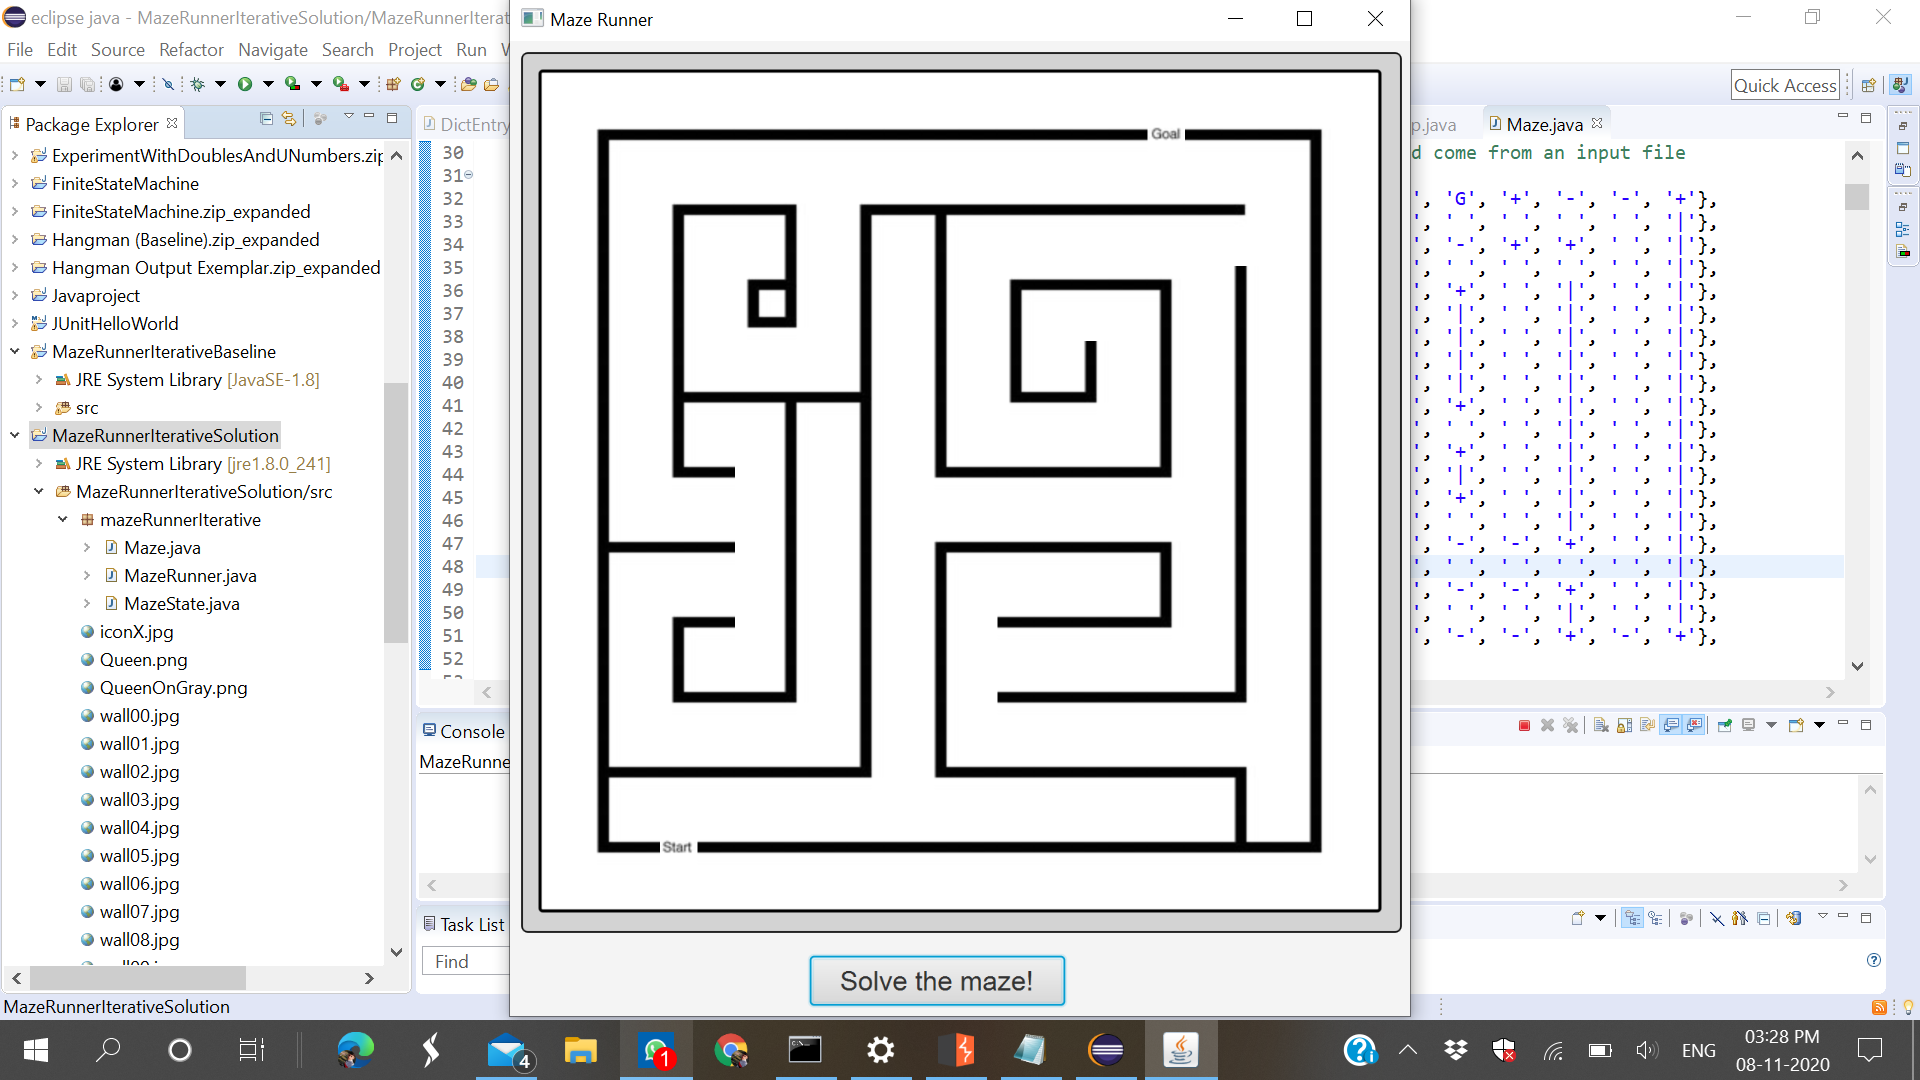 eclipse java - MazeRunnerIterativeSolution/MazeRunnerIterat
Maze Runner
File Edit Source Refactor Navigate Search Project Run
Quick Access
Package Explorer
DictEntry
p.java
Maze.java
ExperimentWithDoublesAndUNumbers.zip
FiniteStateMachine
FiniteStateMachine.zip_expanded
Hangman (Baseline).zip_expanded
Hangman Output Exemplar.zip_expanded
Javaproject
JUnitHelloWorld
MazeRunnerIterativeBaseline
JRE System Library [JavaSE-1.8]
src
MazeRunnerIterativeSolution
JRE System Library [jre1.8.0_241]
MazeRunnerIterativeSolution/src
mazeRunnerIterative
Maze.java
MazeRunner.java
MazeState.java
iconX.jpg
Queen.png
QueenOnGray.png
wall00.jpg
wall01.jpg
wall02.jpg
wall03.jpg
wall04.jpg
wall05.jpg
wall06.jpg
wall07.jpg
wall08.jpg
30
31
32
33
34
35
36
37
38
39
40
41
42
43
44
45
46
47
48
49
50
51
52
Goal
Start
Solve the maze!
d come from an input file
', 'G', '+', '-', '-', '+'},
', ' ', ' ', ' ', ' ', '|'},
', '-', '+', '+', ' ', '|'},
', ' ', ' ', ' ', ' ', '|'},
', '+', ' ', '|', ' ', '|'},
', '|', ' ', '|', ' ', '|'},
', '|', ' ', '|', ' ', '|'},
', '|', ' ', '|', ' ', '|'},
', '|', ' ', '|', ' ', '|'},
', '+', ' ', '|', ' ', '|'},
', ' ', ' ', '|', ' ', '|'},
', '+', ' ', '|', ' ', '|'},
', '|', ' ', '|', ' ', '|'},
', '+', ' ', '|', ' ', '|'},
', ' ', ' ', '|', ' ', '|'},
', '-', '-', '+', ' ', '|'},
', ' ', ' ', ' ', ' ', '|'},
', '-', '-', '+', ' ', '|'},
', ' ', ' ', '|', ' ', '|'},
', '-', '-', '+', '-', '+'},
Console
MazeRunne
Task List
Find
MazeRunnerIterativeSolution
4
1
ENG
03:28 PM
08-11-2020